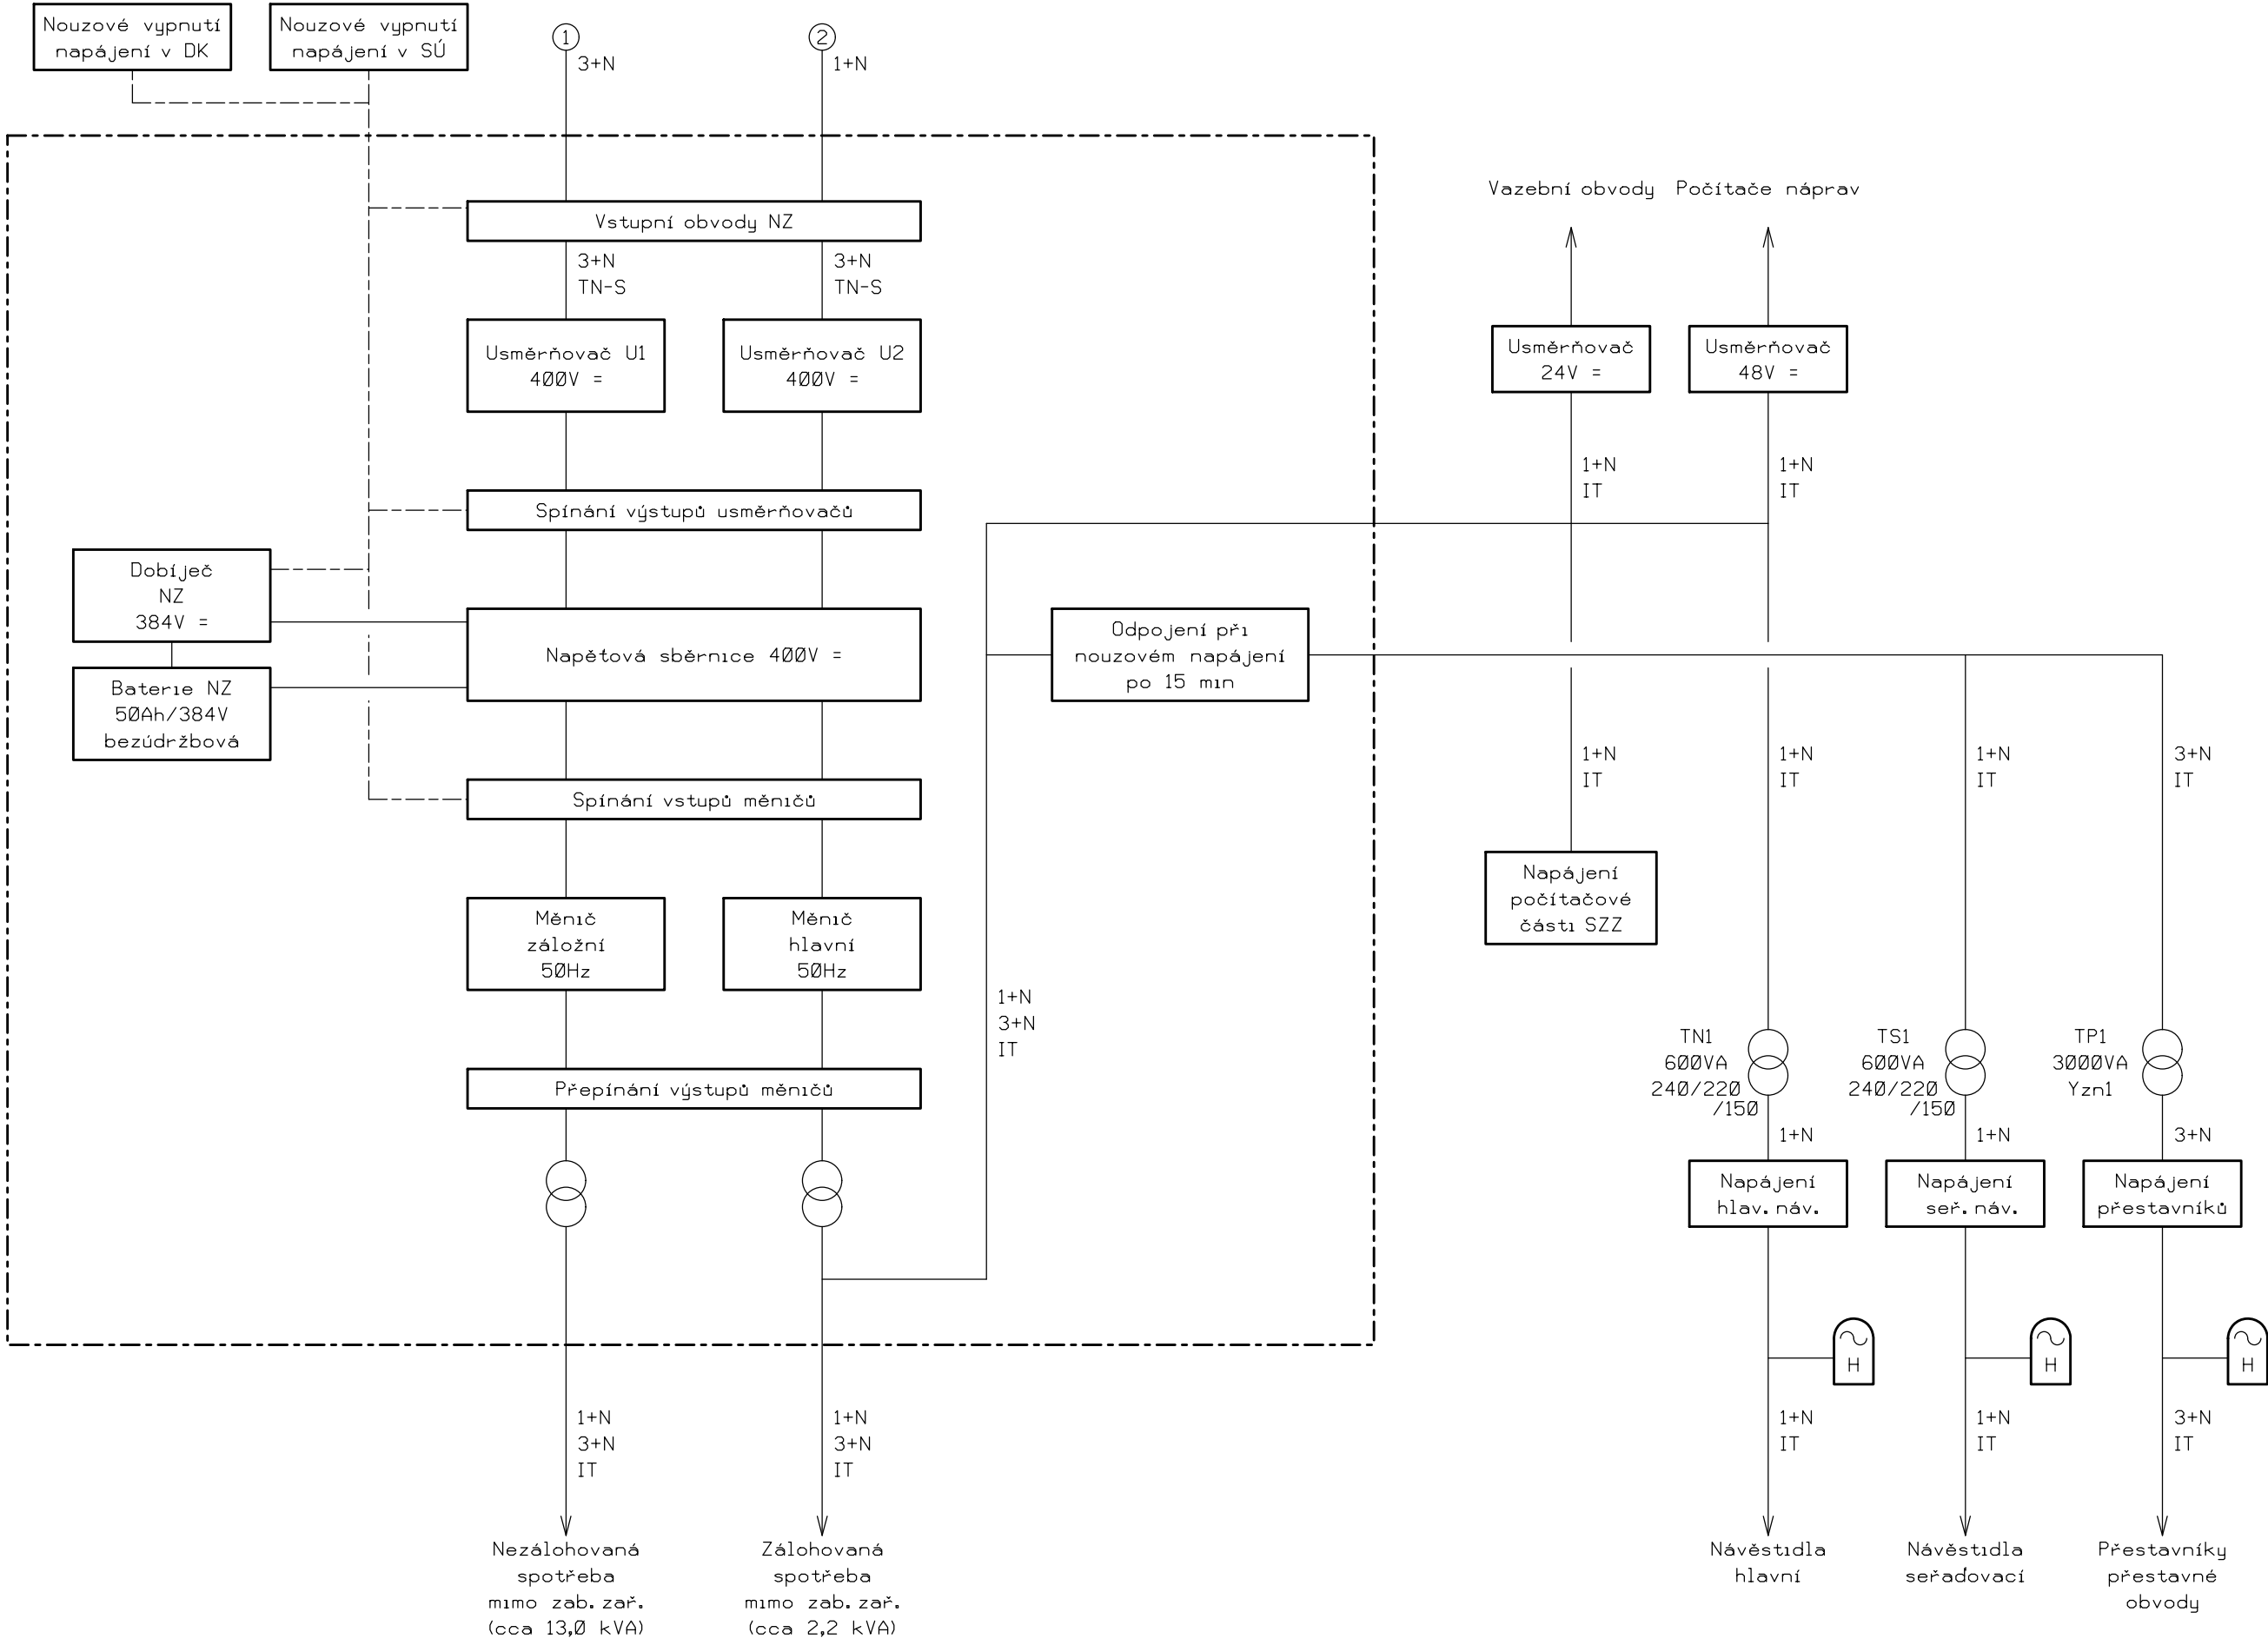 Nouzové vypnutí
napájení v DK
Nouzové vypnutí
napájení v SÚ
1
3+N
2
1+N
Vstupní obvody NZ
3+N
TN-S
3+N
TN-S
Usměrňovač U1
400V =
Usměrňovač U2
400V =
Spínání výstupů usměrňovačů
Dobíječ
NZ
384V =
Napěťová sběrnice 400V =
Baterie NZ
50Ah/384V
bezúdržbová
Spínání vstupů měničů
Měnič
záložní
50Hz
Měnič
hlavní
50Hz
Přepínání výstupů měničů
1+N
3+N
IT
1+N
3+N
IT
1+N
3+N
IT
Nezálohovaná
spotřeba
mimo zab. zař.
(cca 13,0 kVA)
Zálohovaná
spotřeba
mimo zab. zař.
(cca 2,2 kVA)
Odpojení při
nouzovém napájení
po 15 min
Vazební obvody
Počítače náprav
Usměrňovač
24V =
Usměrňovač
48V =
1+N
IT
1+N
IT
1+N
IT
1+N
IT
1+N
IT
3+N
IT
Napájení
počítačové
části SZZ
TN1
600VA
240/220
/150
TS1
600VA
240/220
/150
TP1
3000VA
Yzn1
1+N
1+N
3+N
Napájení
hlav. náv.
Napájení
seř. náv.
Napájení
přestavníků
H
H
H
1+N
IT
1+N
IT
3+N
IT
Návěstidla
hlavní
Návěstidla
seřaďovací
Přestavníky
přestavné
obvody